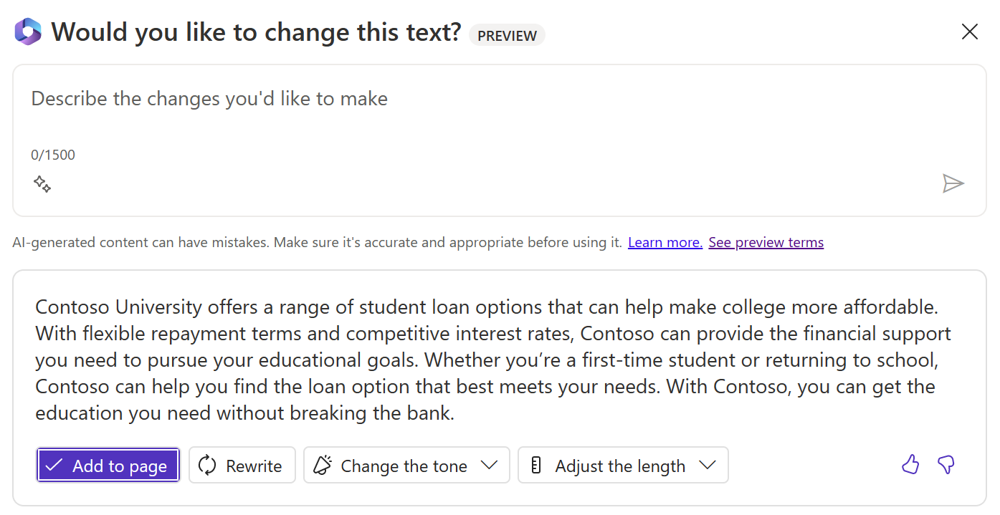 Would you like to change this text? PREVIEW
Describe the changes you'd like to make
0/1500
AI-generated content can have mistakes. Make sure it's accurate and appropriate before using it. Learn more. See preview terms
Contoso University offers a range of student loan options that can help make college more affordable.
With flexible repayment terms and competitive interest rates, Contoso can provide the financial support
you need to pursue your educational goals. Whether you’re a first-time student or returning to school,
Contoso can help you find the loan option that best meets your needs. With Contoso, you can get the
education you need without breaking the bank.
Add to page Rewrite Change the tone Adjust the length